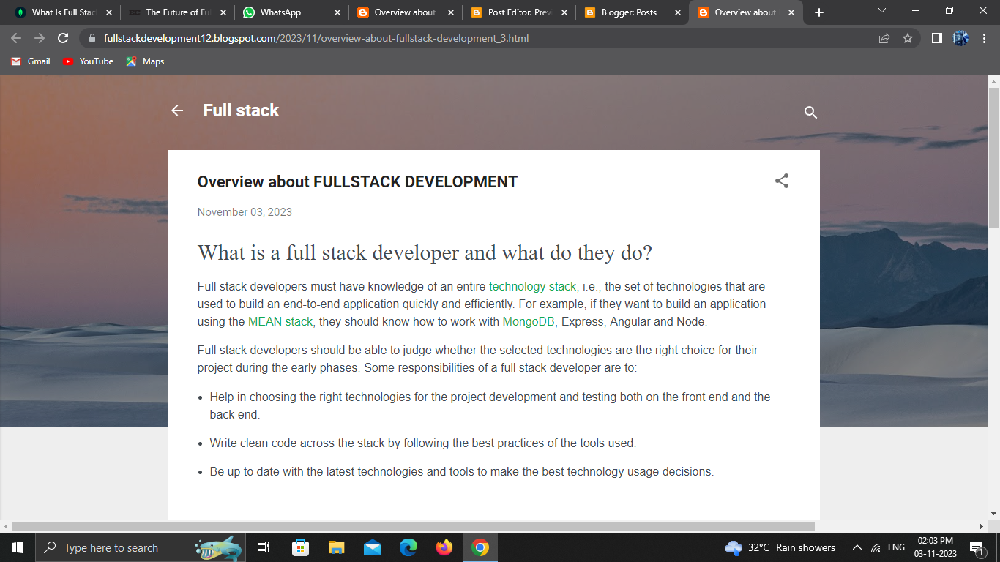 What Is Full Stac
The Future of Ful
WhatsApp
Overview about
Post Editor: Prev
Blogger: Posts
Overview about
fullstackdevelopment12.blogspot.com/2023/11/overview-about-fullstack-development_3.html
Gmail YouTube Maps
Full stack
Overview about FULLSTACK DEVELOPMENT
November 03, 2023
What is a full stack developer and what do they do?
Full stack developers must have knowledge of an entire technology stack, i.e., the set of technologies that are
used to build an end-to-end application quickly and efficiently. For example, if they want to build an application
using the MEAN stack, they should know how to work with MongoDB, Express, Angular and Node.
Full stack developers should be able to judge whether the selected technologies are the right choice for their
project during the early phases. Some responsibilities of a full stack developer are to:
• Help in choosing the right technologies for the project development and testing both on the front end and the
back end.
• Write clean code across the stack by following the best practices of the tools used.
• Be up to date with the latest technologies and tools to make the best technology usage decisions.
Type here to search
32°C Rain showers
ENG
02:03 PM
03-11-2023
1